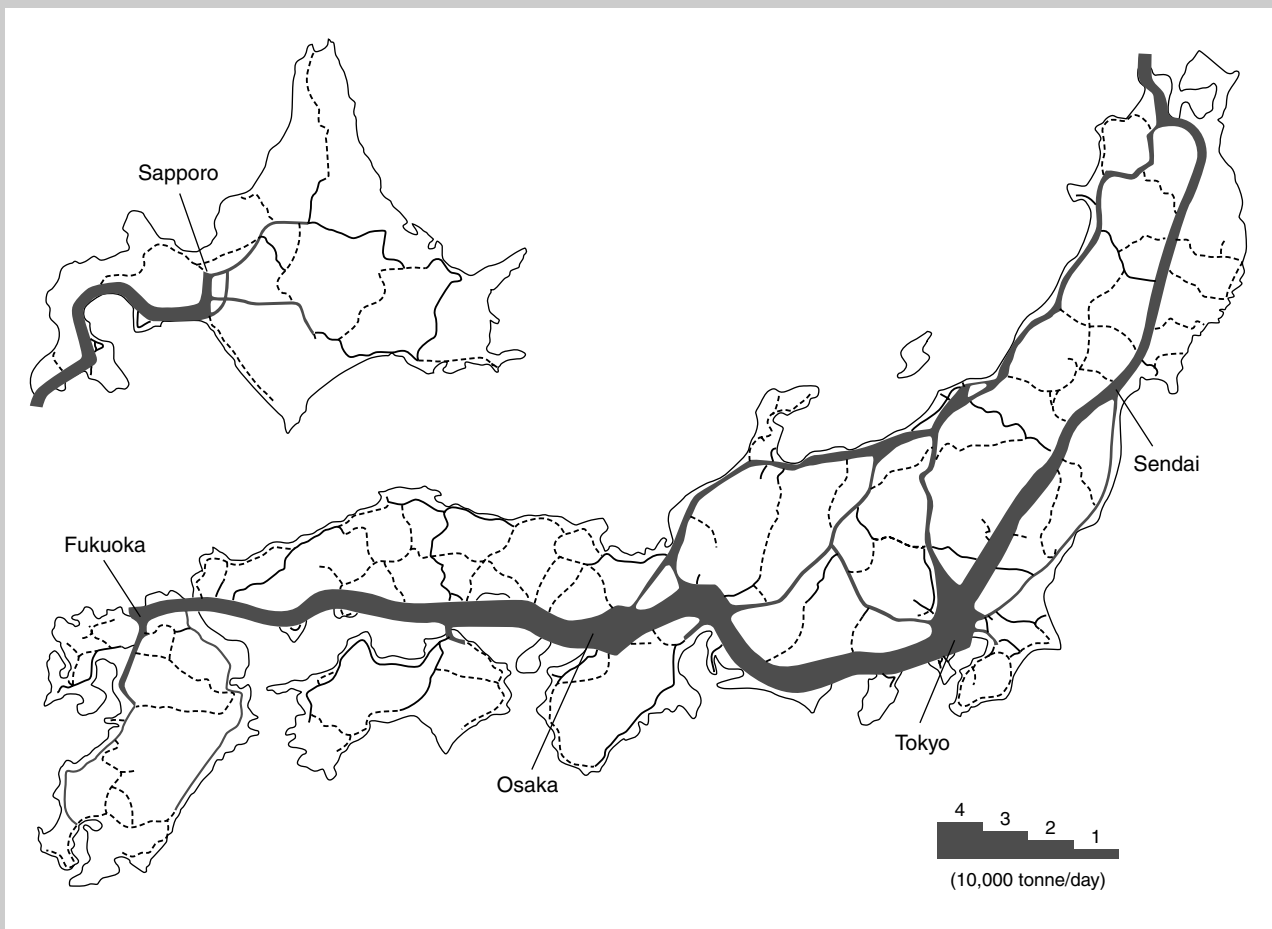 Sapporo
Sendai
Fukuoka
Tokyo
Osaka
4 3 2 1
(10,000 tonne/day)